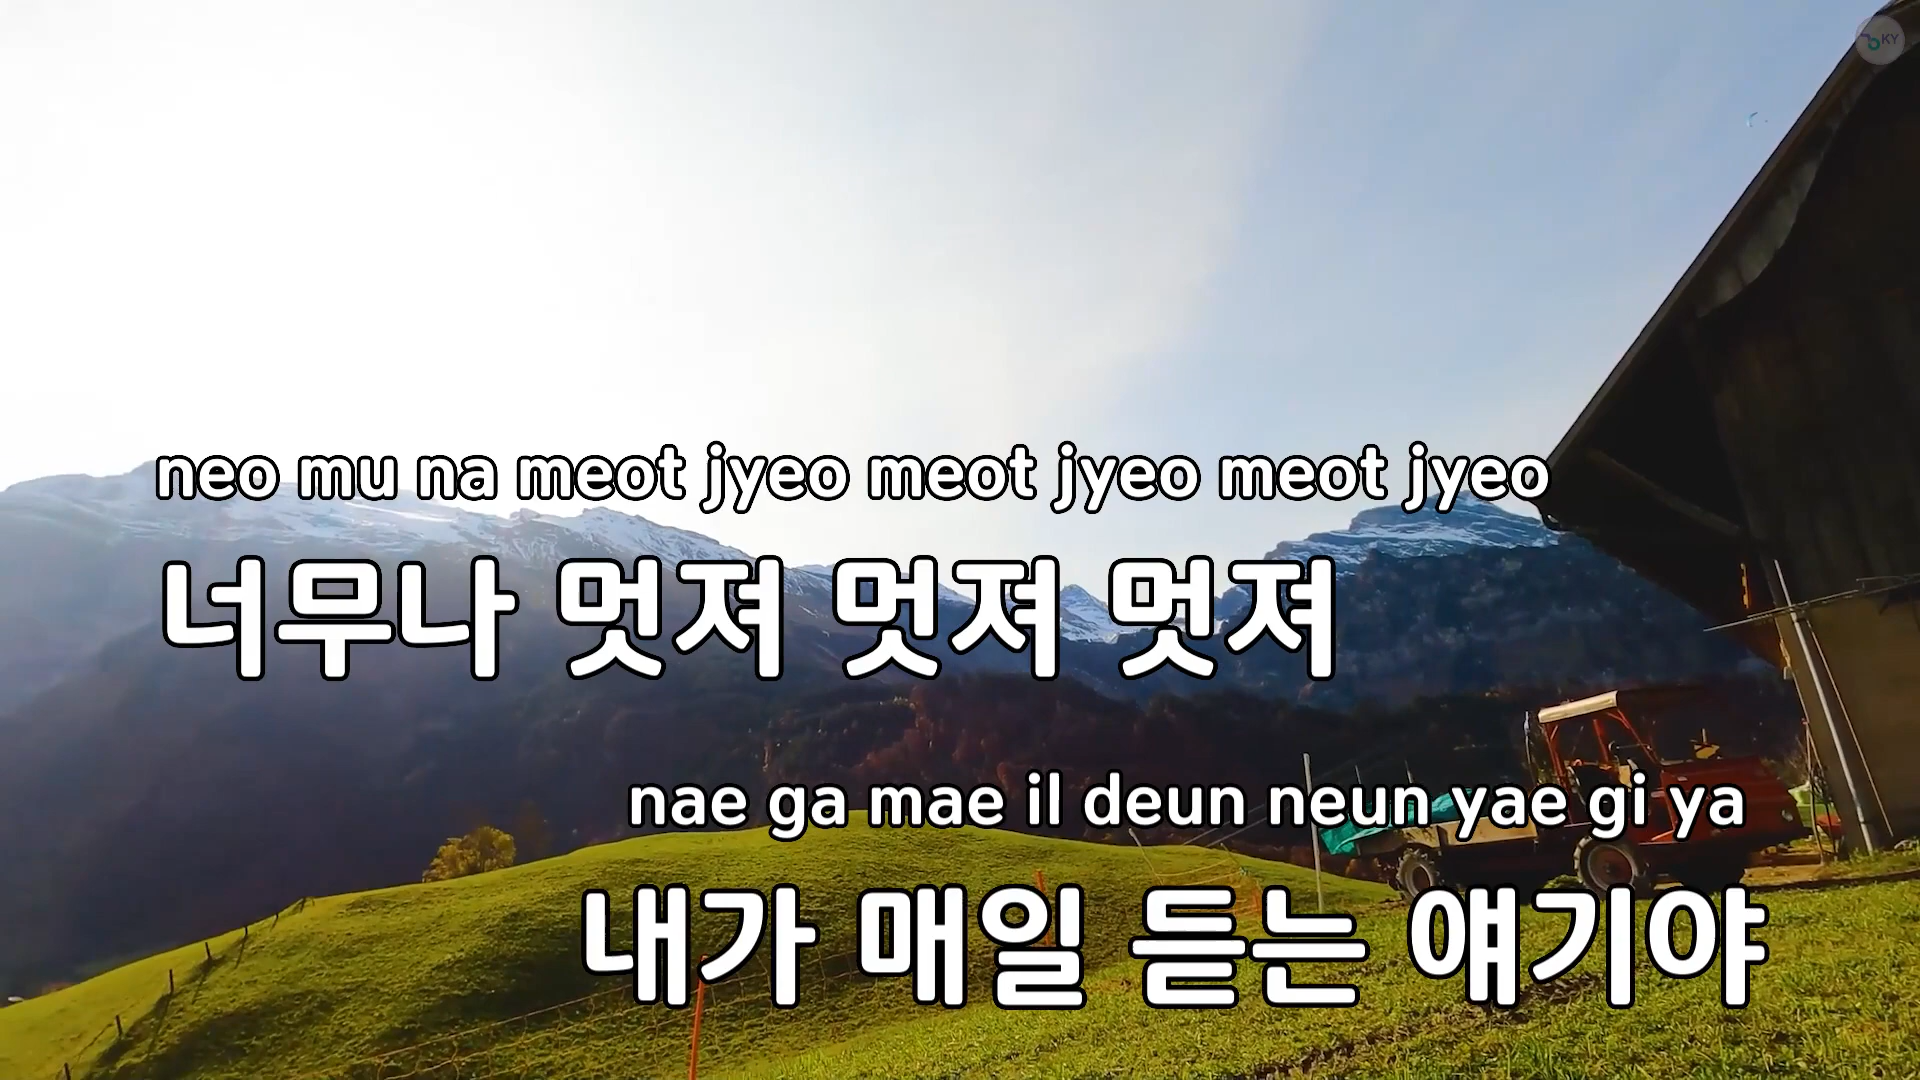 KY
neo mu na meot jyeo meot jyeo meot jyeo
너무나 멋져 멋져 멋져
nae ga mae il deun neun yae gi ya
내가 매일 듣는 얘기야